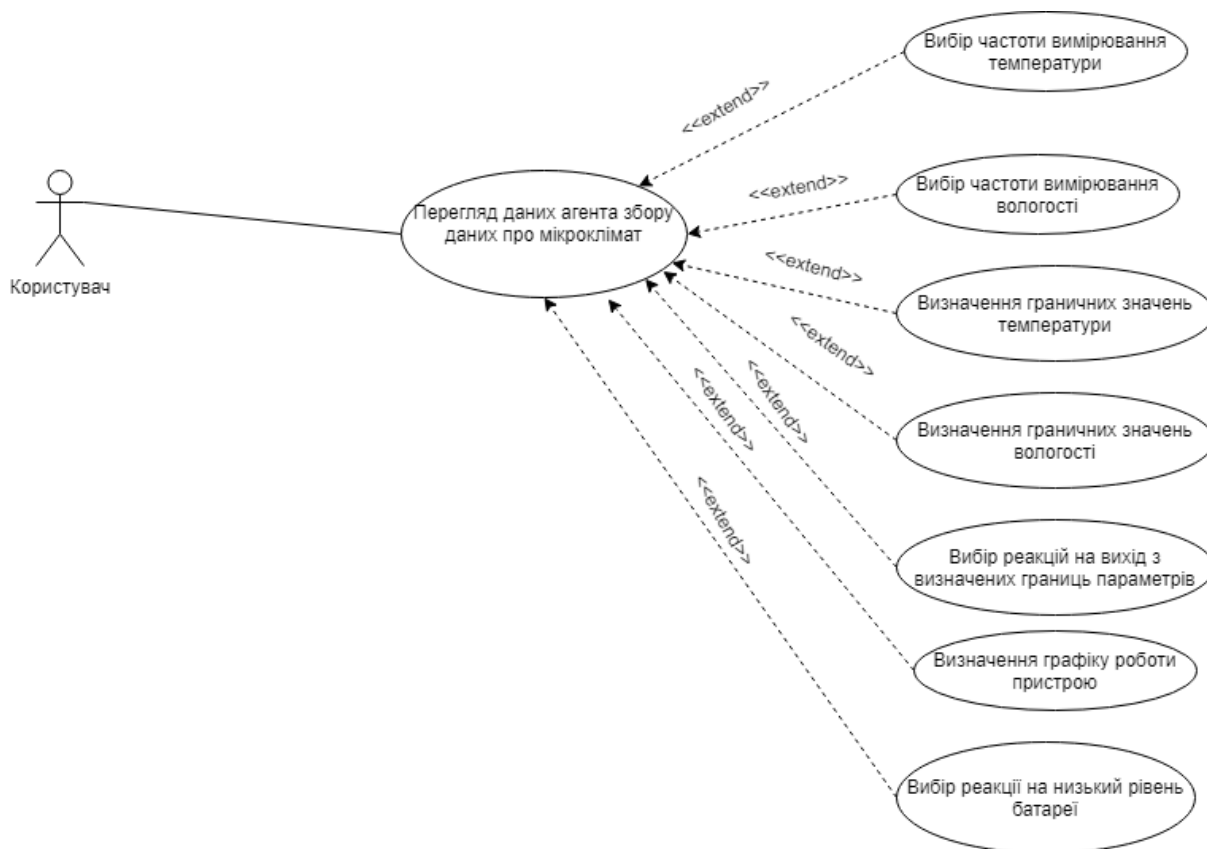 Вибір частоти вимірювання
температури
<<extend>>
Вибір частоти вимірювання
вологості
<<extend>>
Перегляд даних агента збору
даних про мікроклімат
Користувач
<<extend>>
Визначення граничних значень
температури
<<extend>>
Визначення граничних значень
вологості
<<extend>>
Вибір реакцій на вихід з
визначених границь параметрів
<<extend>>
Визначення графіку роботи
пристрою
<<extend>>
Вибір реакції на низький рівень
батареї